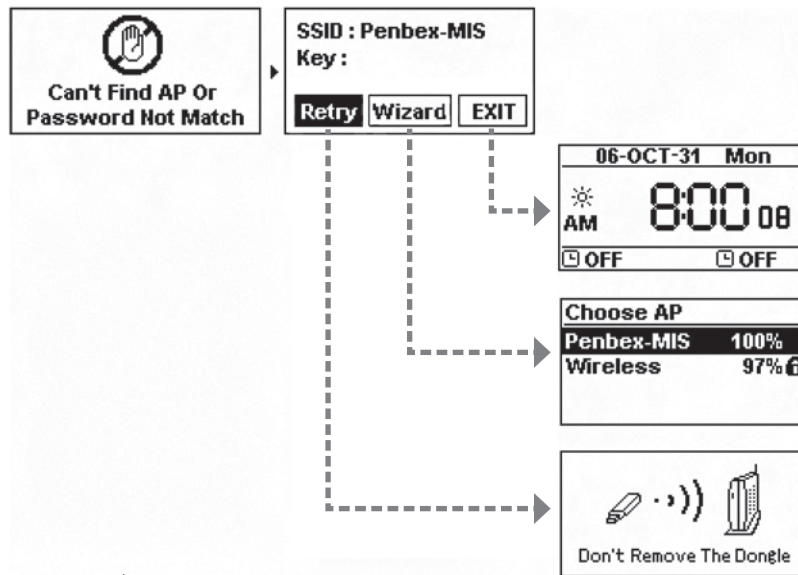 Can't Find AP Or
Password Not Match
SSID : Penbex-MIS
Key :
Retry Wizard EXIT
06-OCT-31 Mon
AM 8:00 08
OFF OFF
Choose AP
Penbex-MIS 100%
Wireless 97%
Don't Remove The Dongle